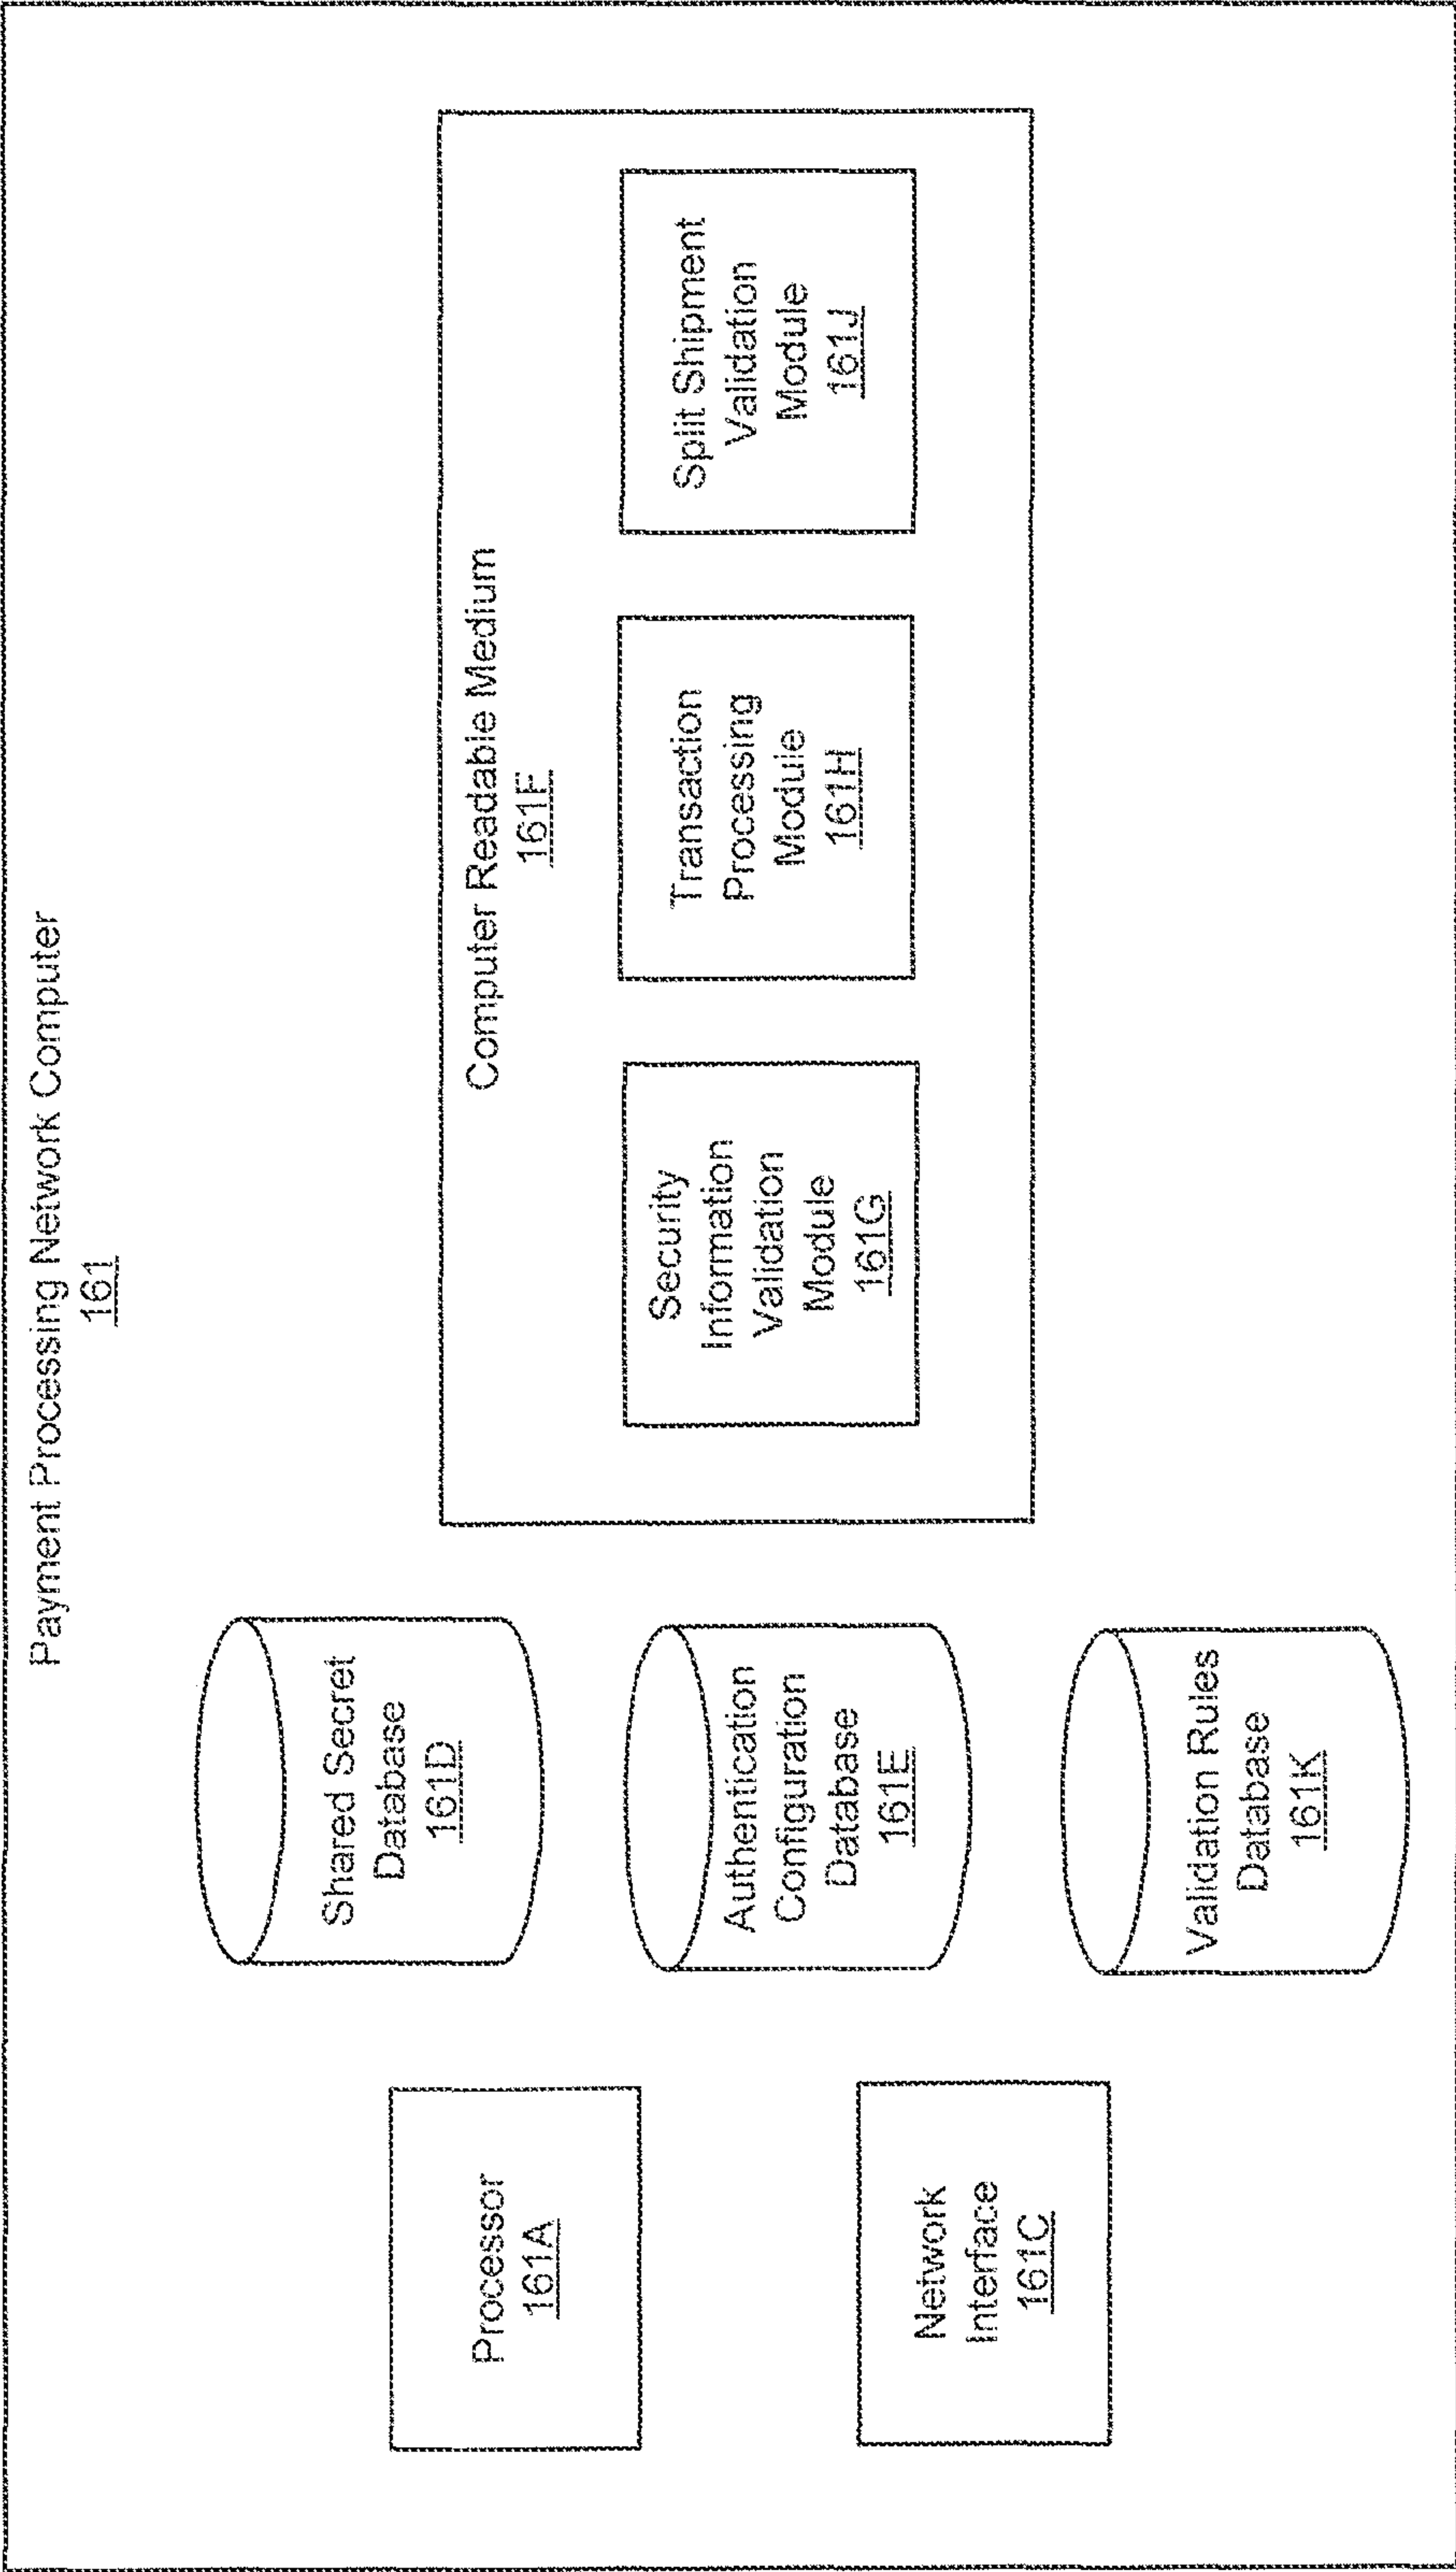 Payment Processing Network Computer
161
Processor
161A
Network
Interface
161C
Shared Secret
Database
161D
Authentication
Configuration
Database
161E
Validation Rules
Database
161K
Computer Readable Medium
161F
Security
Information
Validation
Module
161G
Transaction
Processing
Module
161H
Split Shipment
Validation
Module
161J